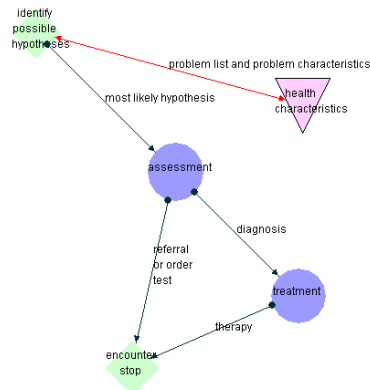 identify
possible
hypotheses
problem list and problem characteristics
health
characteristics
most likely hypothesis
assessment
diagnosis
referral
or order
test
treatment
therapy
encounter
stop